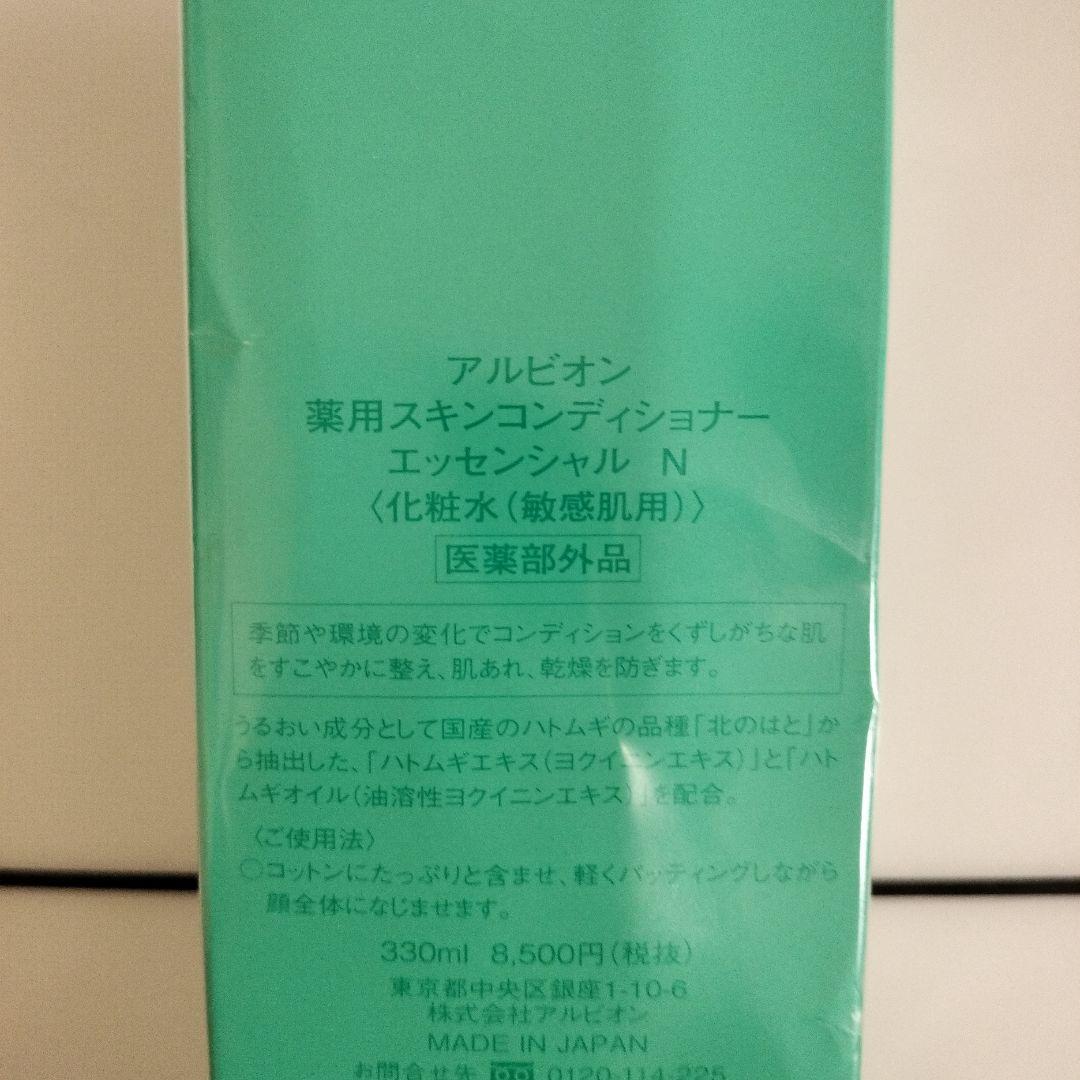 アルビオン
薬用スキンコンディショナー
エッセンシャル N
〈化粧水(敏感肌用)〉
医薬部外品
季節や環境の変化でコンディションをくずしがちな肌
をすこやかに整え、肌あれ、乾燥を防ぎます。
うるおい成分として国産のハトムギの品種「北のはと」か
ら抽出した、「ハトムギエキス(ヨクイニンエキス)」と「ハト
ムギオイル(油溶性ヨクイニンエキス)」を配合。
〈ご使用法〉
○コットンにたっぷりと含ませ、軽くパッティングしながら
顔全体になじませます。
330ml 8,500円(税抜)
東京都中央区銀座1-10-6
株式会社アルビオン
MADE IN JAPAN
お問合せ先 0120-114-225